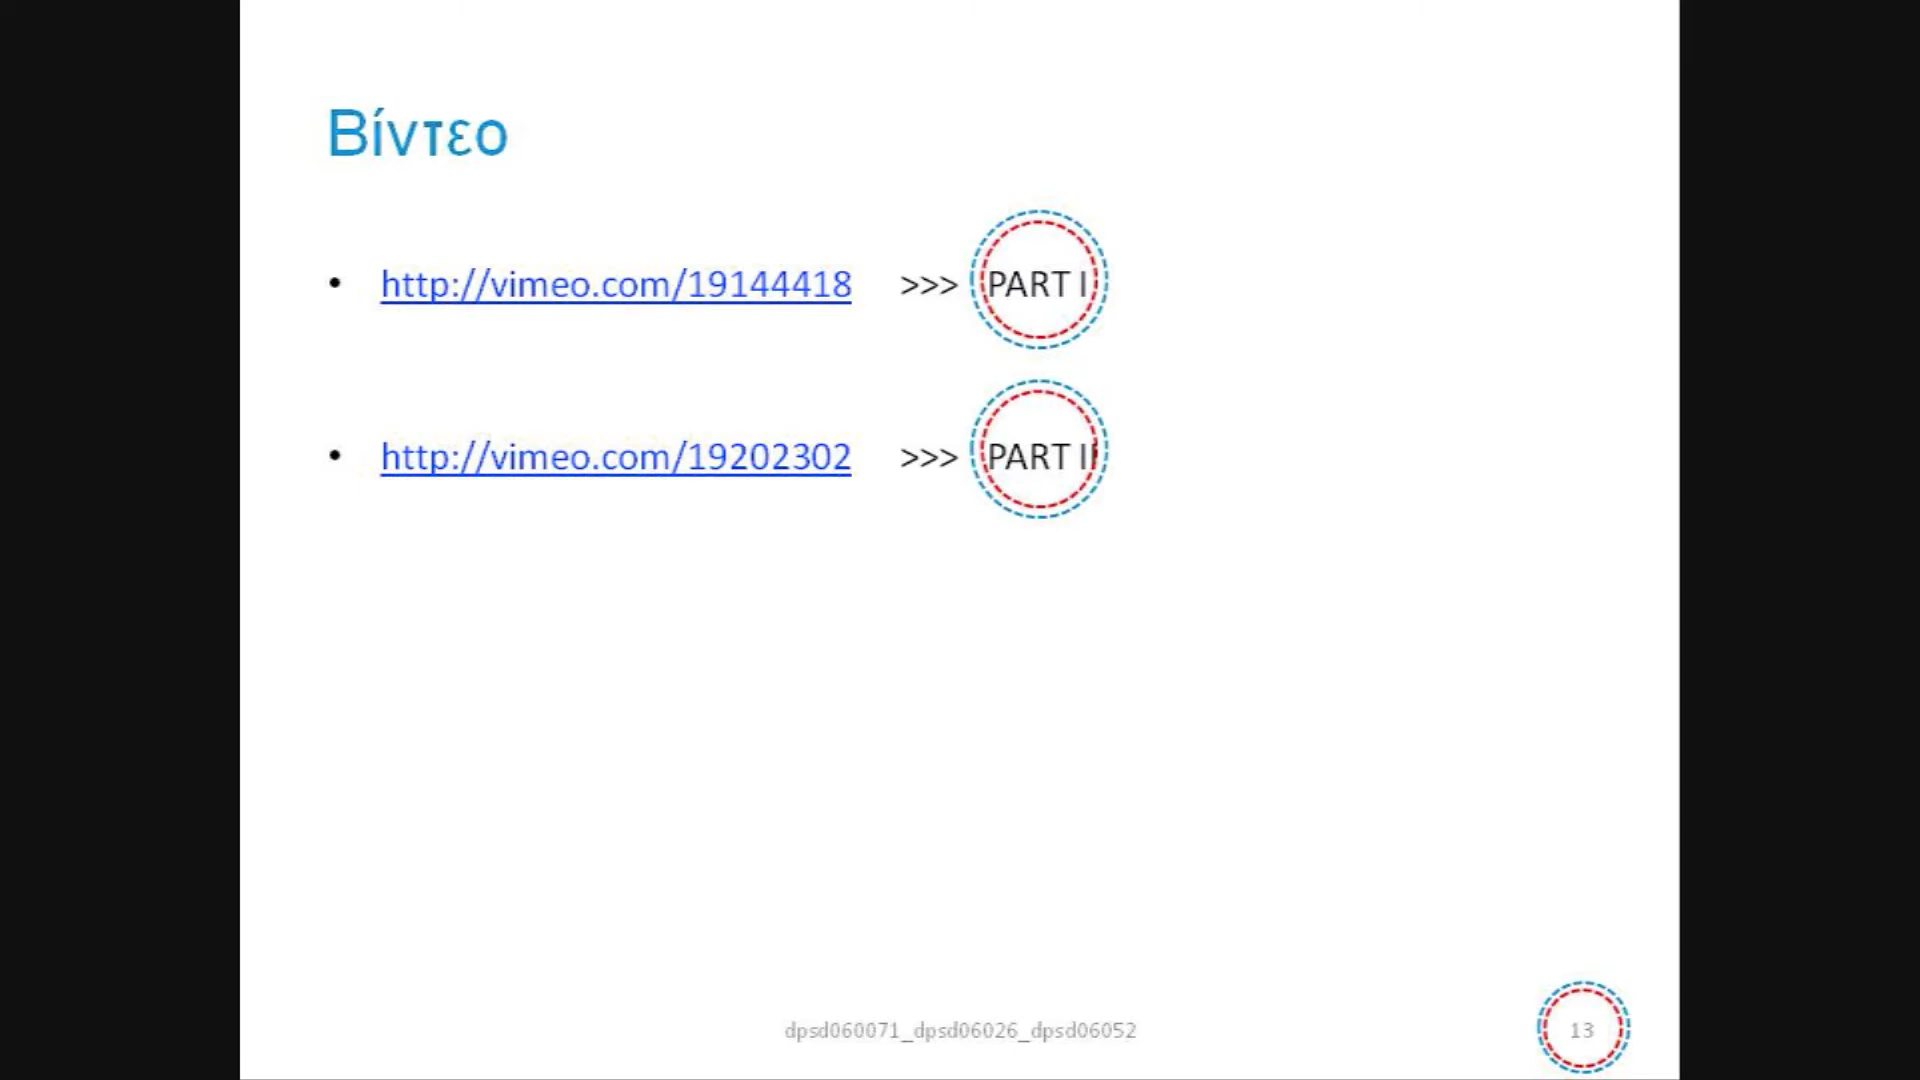 Βίντεο
• http://vimeo.com/19144418 >>> PART I
• http://vimeo.com/19202302 >>> PART II
dpsd060071_dpsd06026_dpsd06052
13